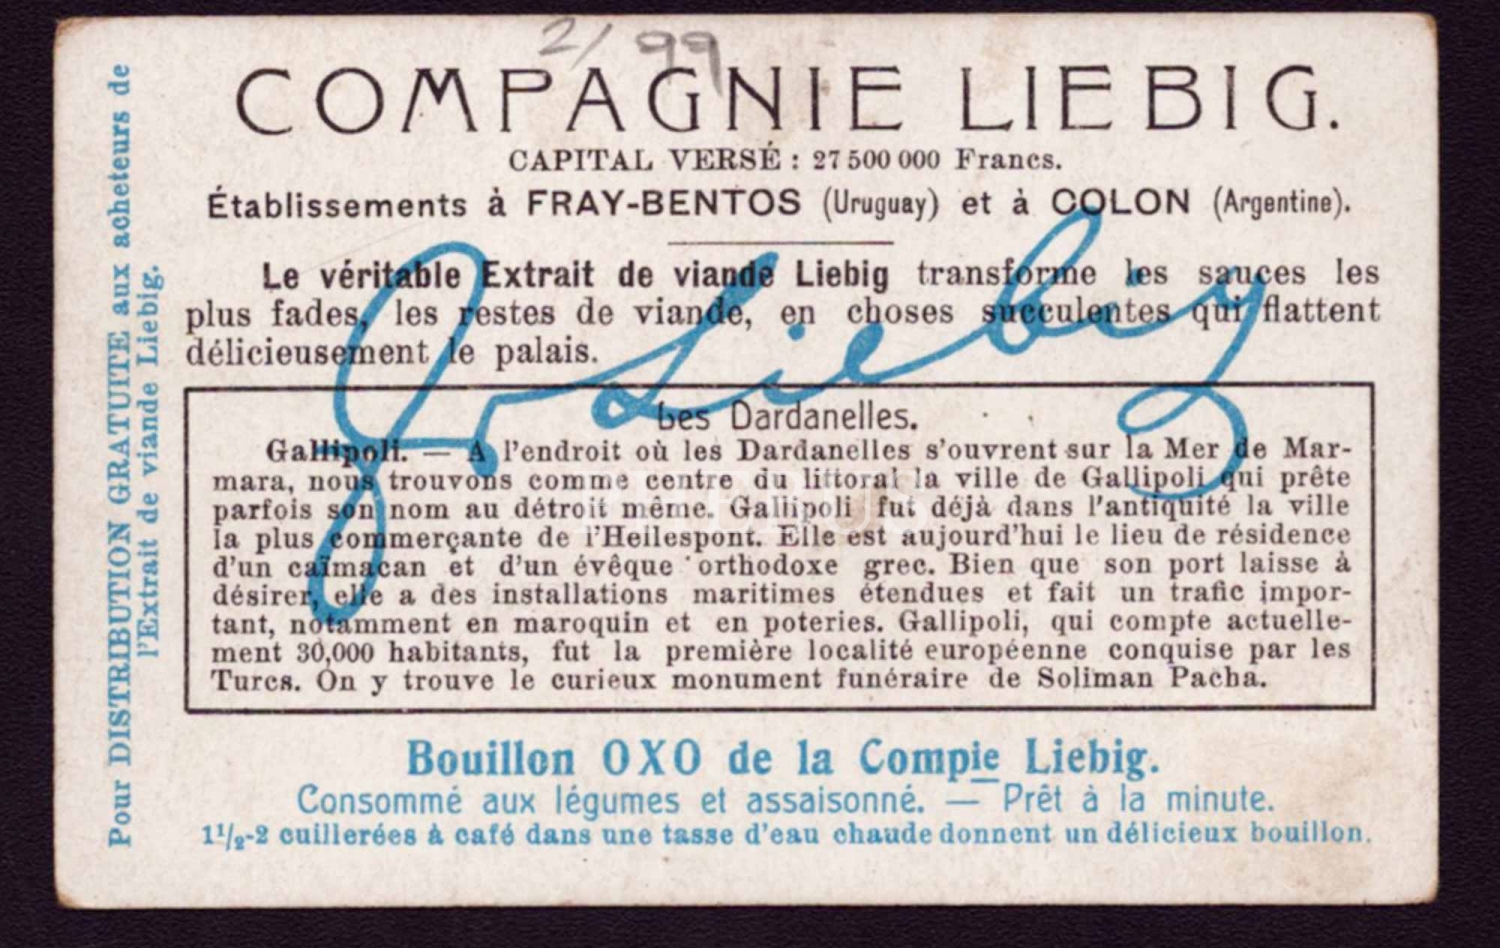 2/ 99
COMPAGNIE LIEBIG.
CAPITAL VERSÉ : 27 500 000 Francs.
Établissements à FRAY-BENTOS (Uruguay) et à COLON (Argentine).
Le véritable Extrait de viande Liebig transforme les sauces les
plus fades, les restes de viande, en choses succulentes qui flattent
délicieusement le palais.
J v Liebig
Les Dardanelles.
Gallipoli. — A l'endroit où les Dardanelles s'ouvrent sur la Mer de Mar-
mara, nous trouvons comme centre du littoral la ville de Gallipoli qui prête
parfois son nom au détroit même. Gallipoli fut déjà dans l'antiquité la ville
la plus commerçante de l'Hellespont. Elle est aujourd'hui le lieu de résidence
d'un caïmacan et d'un évêque orthodoxe grec. Bien que son port laisse à
désirer, elle a des installations maritimes étendues et fait un trafic impor-
tant, notamment en maroquin et en poteries. Gallipoli, qui compte actuelle-
ment 30,000 habitants, fut la première localité européenne conquise par les
Turcs. On y trouve le curieux monument funéraire de Soliman Pacha.
Bouillon OXO de la Compie Liebig.
Consommé aux légumes et assaisonné. — Prêt à la minute.
1 1/2-2 cuillerées à café dans une tasse d'eau chaude donnent un délicieux bouillon.
Pour DISTRIBUTION GRATUITE aux acheteurs de
l'Extrait de viande Liebig.